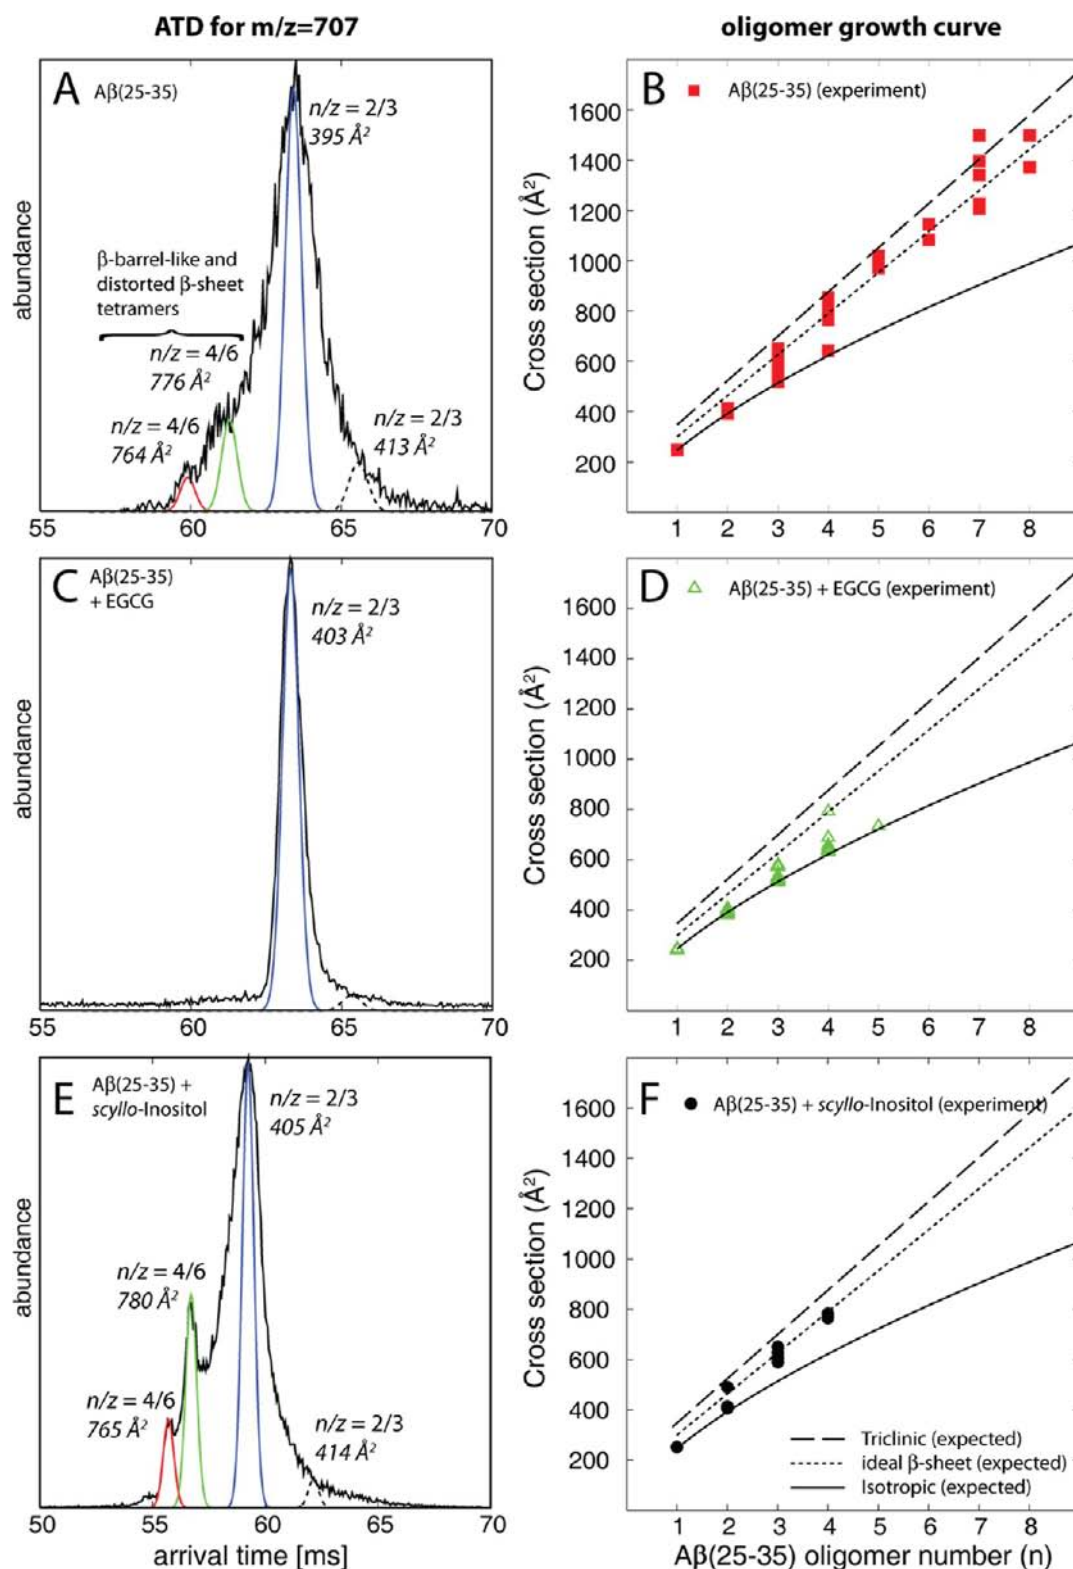 ATD for m/z=707
oligomer growth curve
A
Aβ(25-35)
n/z = 2/3
395 Å²
β-barrel-like and
distorted β-sheet
tetramers
n/z = 4/6
776 Å²
n/z = 4/6
764 Å²
n/z = 2/3
413 Å²
abundance
55 60 65 70
B
Aβ(25-35) (experiment)
Cross section (Å²)
1600
1400
1200
1000
800
600
400
200
1 2 3 4 5 6 7 8
C
Aβ(25-35)
+ EGCG
n/z = 2/3
403 Å²
abundance
55 60 65 70
D
Aβ(25-35) + EGCG (experiment)
Cross section (Å²)
1600
1400
1200
1000
800
600
400
200
1 2 3 4 5 6 7 8
E
Aβ(25-35) +
scyllo-Inositol
n/z = 2/3
405 Å²
n/z = 4/6
780 Å²
n/z = 4/6
765 Å²
n/z = 2/3
414 Å²
abundance
50 55 60 65 70
arrival time [ms]
F
Aβ(25-35) + scyllo-Inositol (experiment)
Cross section (Å²)
1600
1400
1200
1000
800
600
400
200
Triclinic (expected)
ideal β-sheet (expected)
Isotropic (expected)
1 2 3 4 5 6 7 8
Aβ(25-35) oligomer number (n)